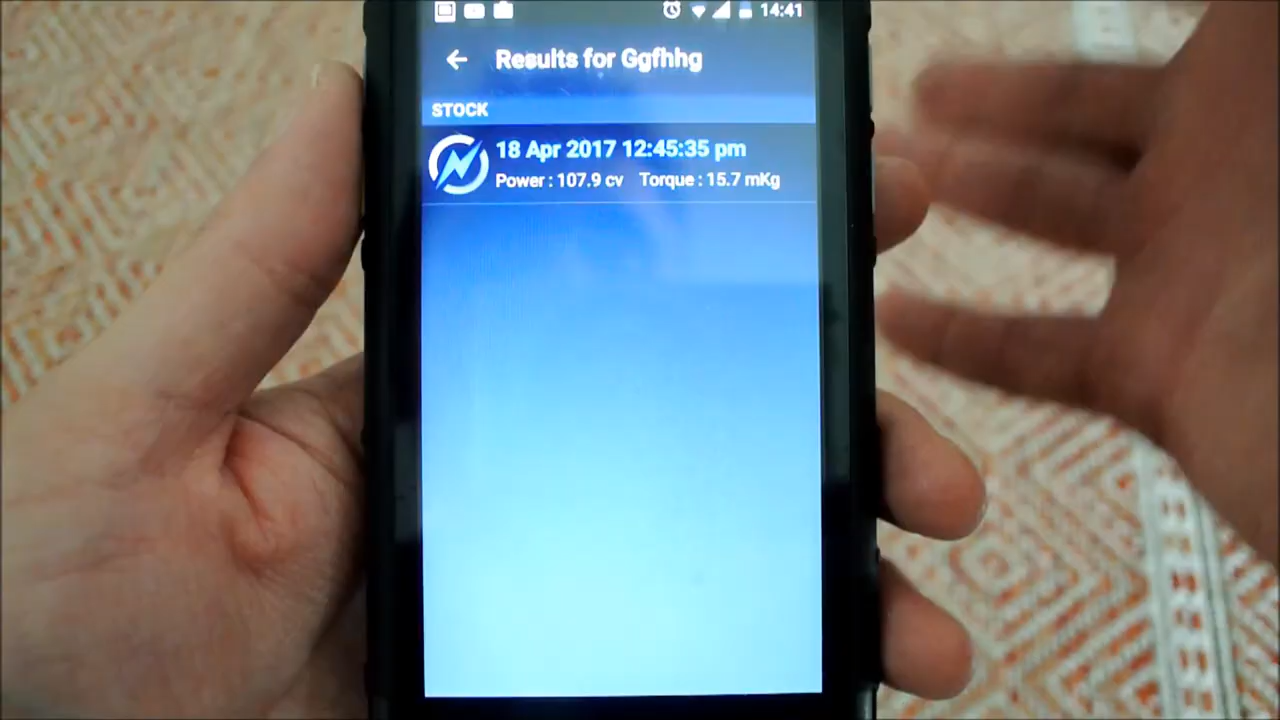 14:41
Results for Ggfhhg
STOCK
18 Apr 2017 12:45:35 pm
Power : 107.9 cv Torque : 15.7 mKg